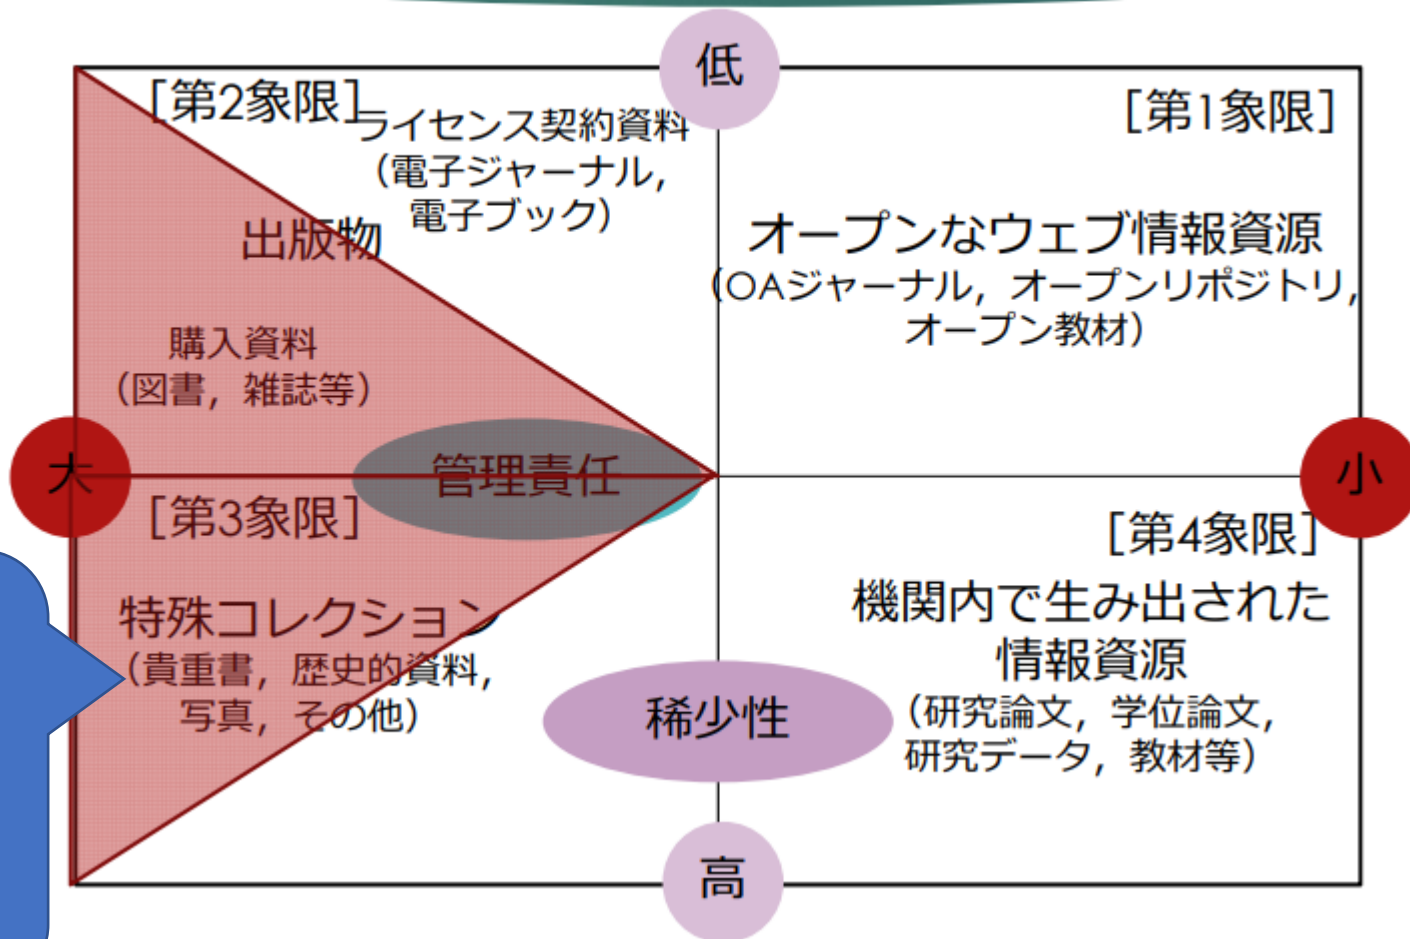 低
［第2象限］
ライセンス契約資料
（電子ジャーナル，
電子ブック）
出版物
購入資料
（図書，雑誌等）
［第1象限］
オープンなウェブ情報資源
（OAジャーナル，オープンリポジトリ，
オープン教材）
大
管理責任
小
［第3象限］
特殊コレクション
（貴重書，歴史的資料，
写真，その他）
［第4象限］
機関内で生み出された
情報資源
（研究論文，学位論文，
研究データ，教材等）
稀少性
高